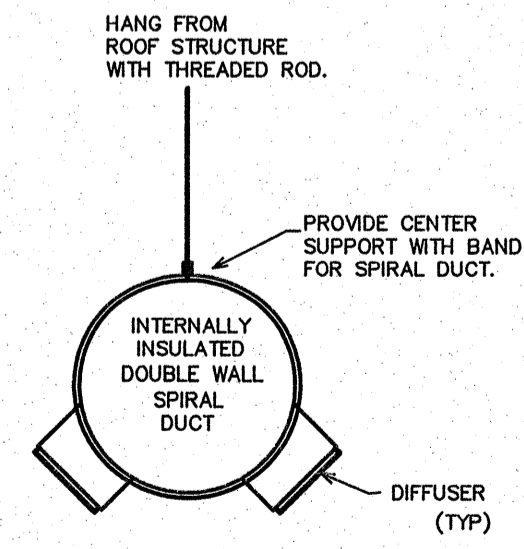 HANG FROM
ROOF STRUCTURE
WITH THREADED ROD.
PROVIDE CENTER
SUPPORT WITH BAND
FOR SPIRAL DUCT.
INTERNALLY
INSULATED
DOUBLE WALL
SPIRAL
DUCT
DIFFUSER
(TYP)